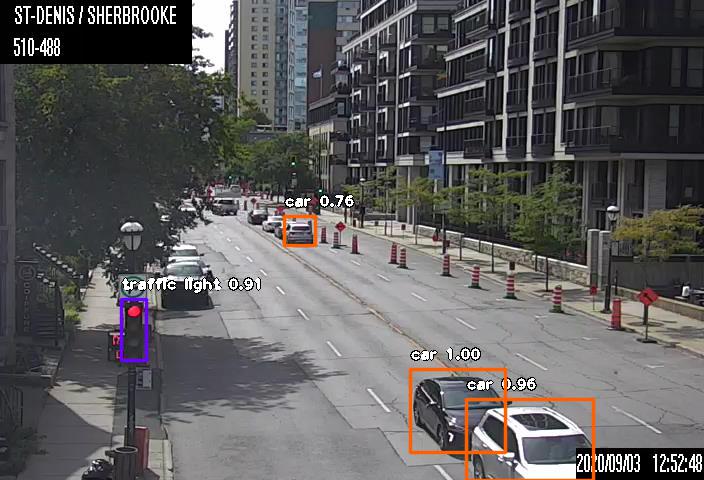 ST-DENIS / SHERBROOKE
510-488
car 0.76
traffic light 0.91
car 1.00
car 0.96
2020/09/03 12:52:48